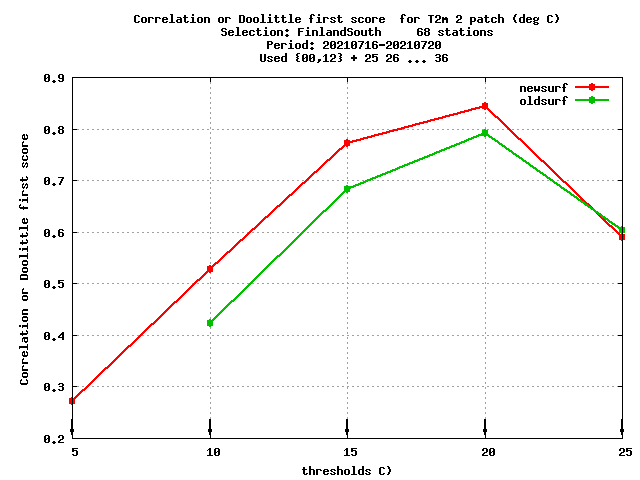 Correlation or Doolittle first score  for T2m 2 patch (deg C)
Selection: FinlandSouth     68 stations
Period: 20210716-20210720
Used {00,12} + 25 26 ... 36
newsurf
oldsurf
Correlation or Doolittle first score
0.9
0.8
0.7
0.6
0.5
0.4
0.3
0.2
5 10 15 20 25
thresholds C)